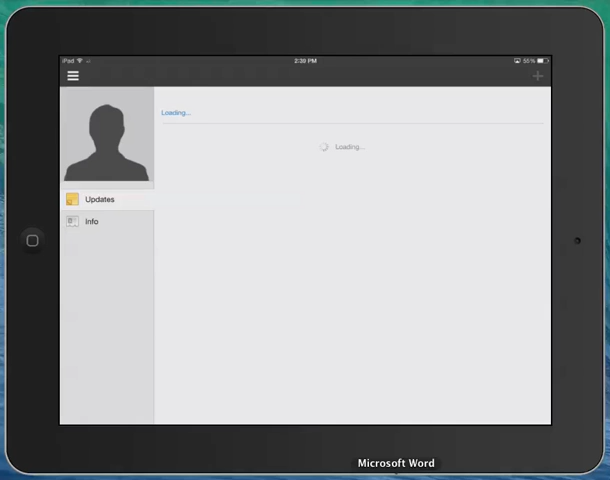 iPad
2:39 PM
55%
Loading...
Loading...
Updates
Info
Microsoft Word